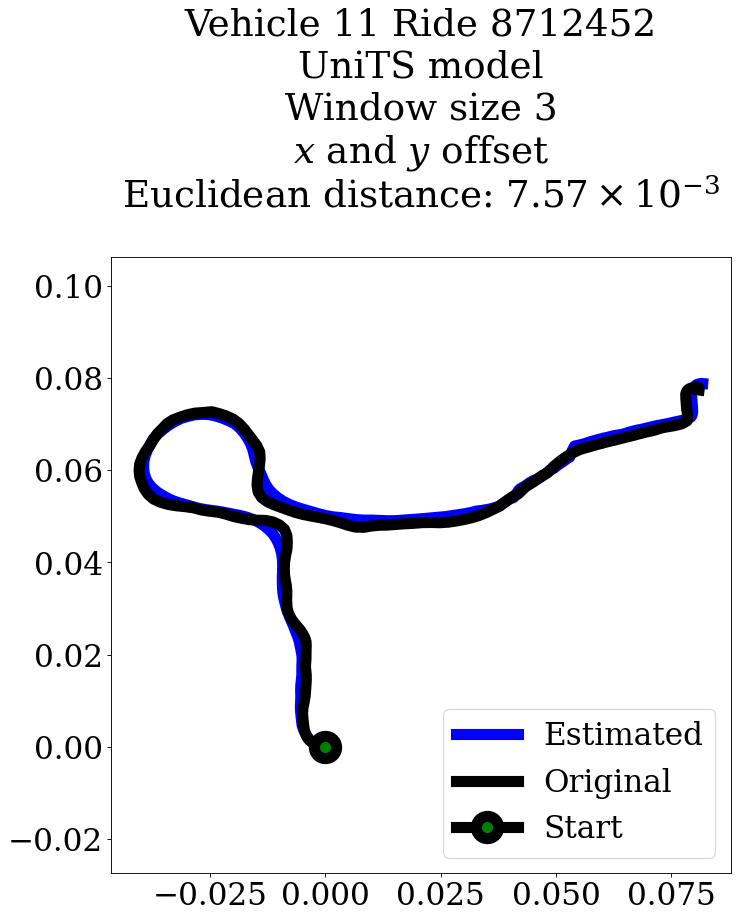 Vehicle 11 Ride 8712452
UniTS model
Window size 3
x and y offset
Euclidean distance: 7.57 × 10⁻³
0.10
0.08
0.06
0.04
0.02
0.00
−0.02
Estimated
Original
Start
−0.025 0.000 0.025 0.050 0.075